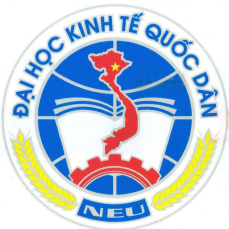 ĐẠI HỌC KINH TẾ QUỐC DÂN
NEU